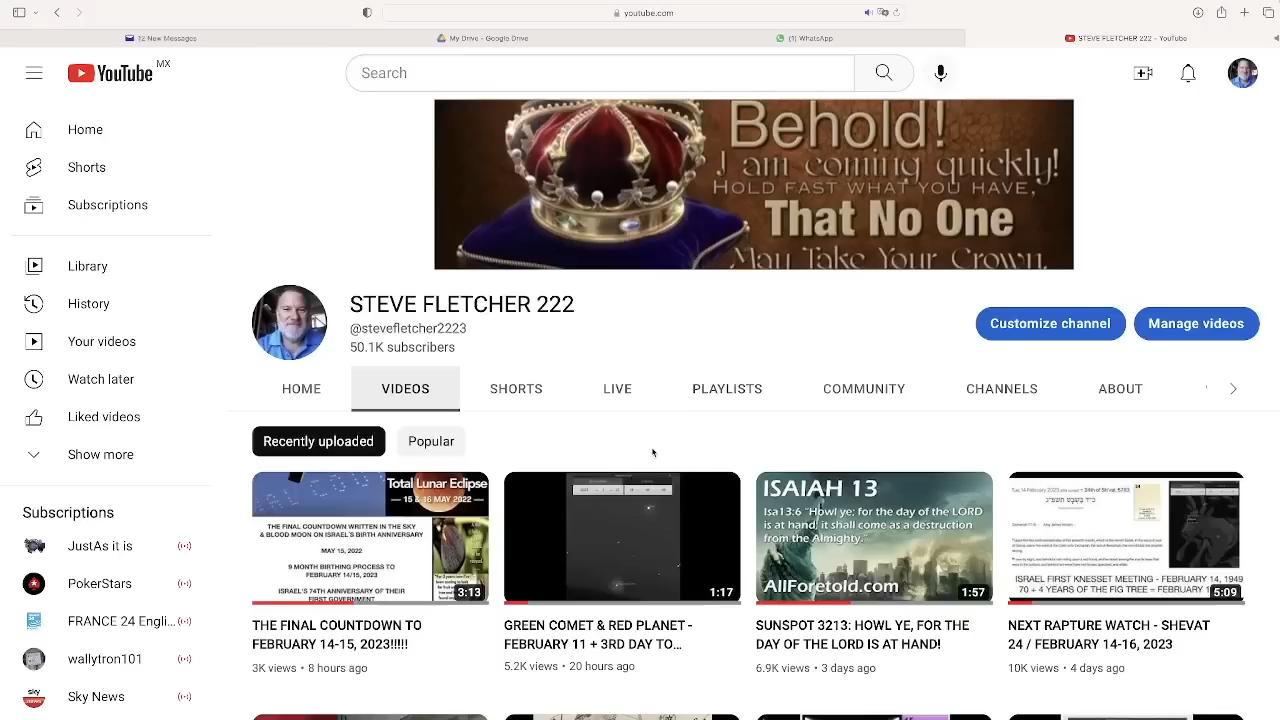 youtube.com
12 New Messages
My Drive - Google Drive
(1) WhatsApp
STEVE FLETCHER 222 - YouTube
YouTube MX
Search
Behold!
I am coming quickly!
HOLD FAST WHAT YOU HAVE,
That No One
May Take Your Crown.
Home
Shorts
Subscriptions
Library
History
Your videos
Watch later
Liked videos
Show more
Subscriptions
JustAs it is
PokerStars
FRANCE 24 Engli...
wallytron101
Sky News
STEVE FLETCHER 222
@stevefletcher2223
50.1K subscribers
Customize channel
Manage videos
HOME
VIDEOS
SHORTS
LIVE
PLAYLISTS
COMMUNITY
CHANNELS
ABOUT
Recently uploaded
Popular
Total Lunar Eclipse
15 & 16 MAY 2022
THE FINAL COUNTDOWN WRITTEN IN THE SKY
& BLOOD MOON ON ISRAEL'S BIRTH ANNIVERSARY
MAY 15, 2022
9 MONTH BIRTHING PROCESS TO
FEBRUARY 14/15, 2023
ISRAEL'S 74TH ANNIVERSARY OF THEIR
FIRST GOVERNMENT
3:13
THE FINAL COUNTDOWN TO
FEBRUARY 14-15, 2023!!!!!
3K views • 8 hours ago
1:17
GREEN COMET & RED PLANET -
FEBRUARY 11 + 3RD DAY TO...
5.2K views • 20 hours ago
ISAIAH 13
Isa13:6 "Howl ye; for the day of the LORD
is at hand; it shall come as a destruction
from the Almighty."
AllForetold.com
1:57
SUNSPOT 3213: HOWL YE, FOR THE
DAY OF THE LORD IS AT HAND!
6.9K views • 3 days ago
ISRAEL FIRST KNESSET MEETING - FEBRUARY 14, 1949
70 + 4 YEARS OF THE FIG TREE = FEBRUARY 1
5:09
NEXT RAPTURE WATCH - SHEVAT
24 / FEBRUARY 14-16, 2023
10K views • 4 days ago